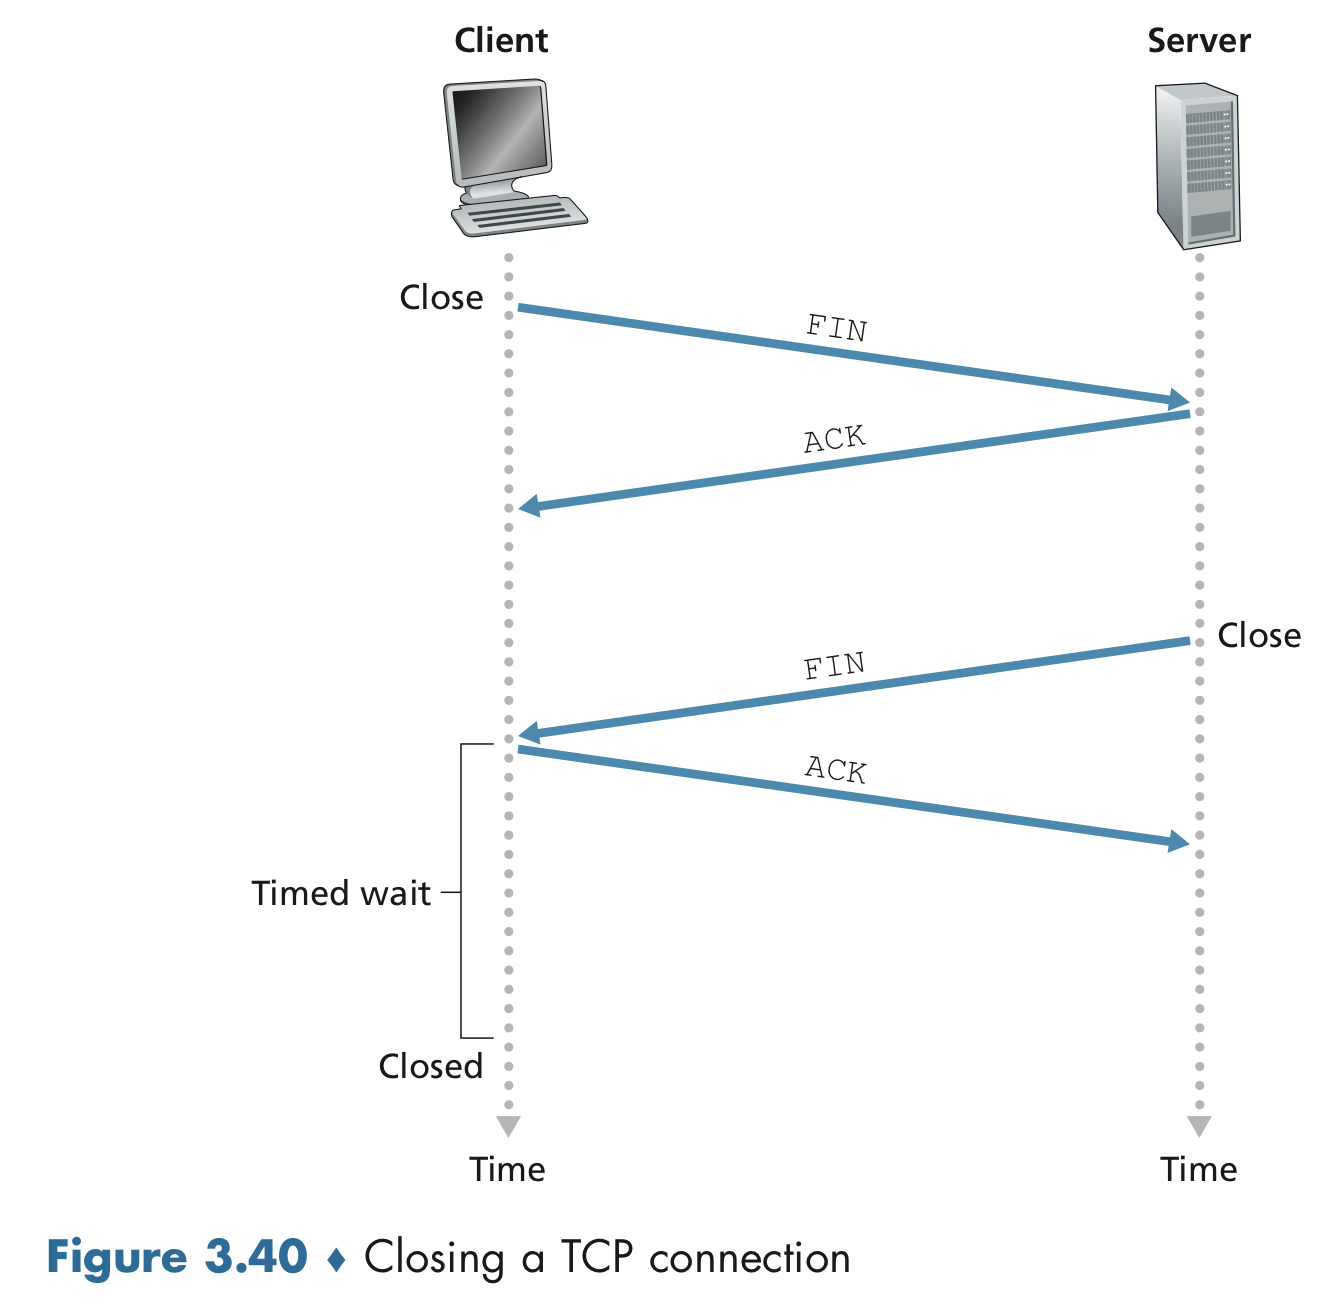 Client
Server
Close
FIN
ACK
Close
FIN
ACK
Timed wait
Closed
Time
Time
Figure 3.40 ♦ Closing a TCP connection